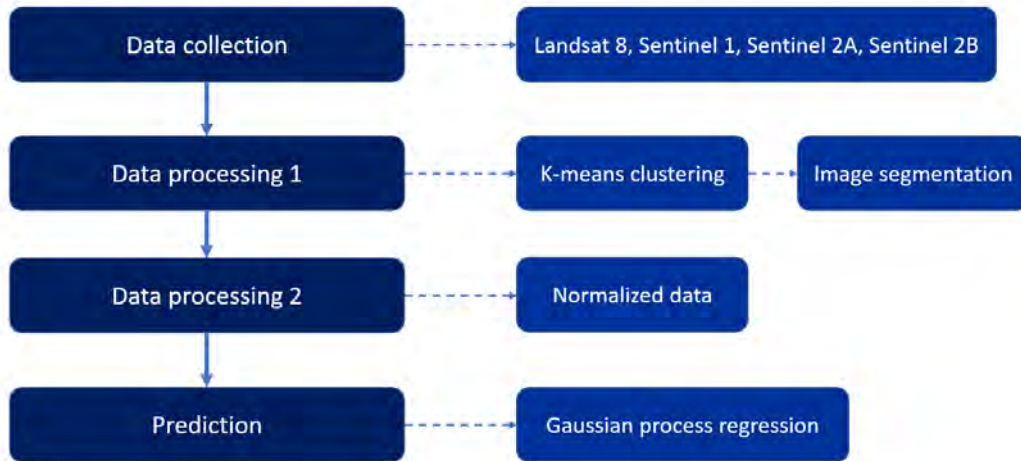 Data collection
Landsat 8, Sentinel 1, Sentinel 2A, Sentinel 2B
Data processing 1
K-means clustering
Image segmentation
Data processing 2
Normalized data
Prediction
Gaussian process regression